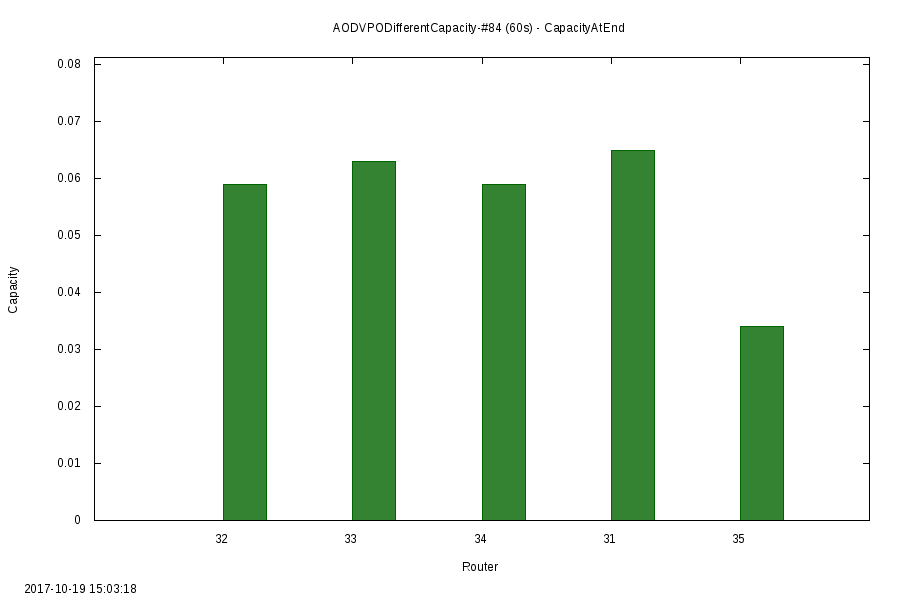 AODVPODifferentCapacity-#84 (60s) - CapacityAtEnd
0.08
0.07
0.06
0.05
0.04
0.03
0.02
0.01
0
Capacity
32 33 34 31 35
Router
2017-10-19 15:03:18